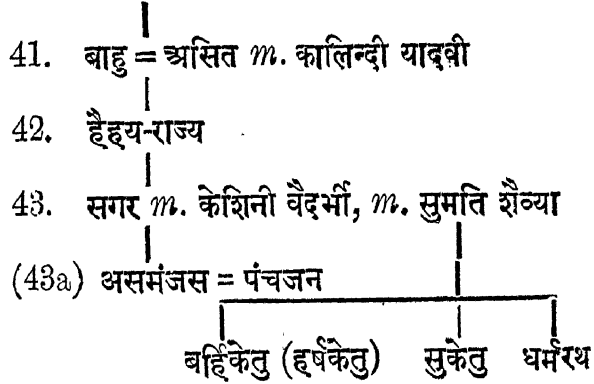 41. बाहु = असित m. कालिन्दी यादवी
42. हैहय-राज्य
43. सगर m. केशिनी वैदर्भी, m. सुमति शैव्या
(43a) असमंजस = पंचजन
बर्हिकेतु (हर्षकेतु) सुकेतु धर्मरथ